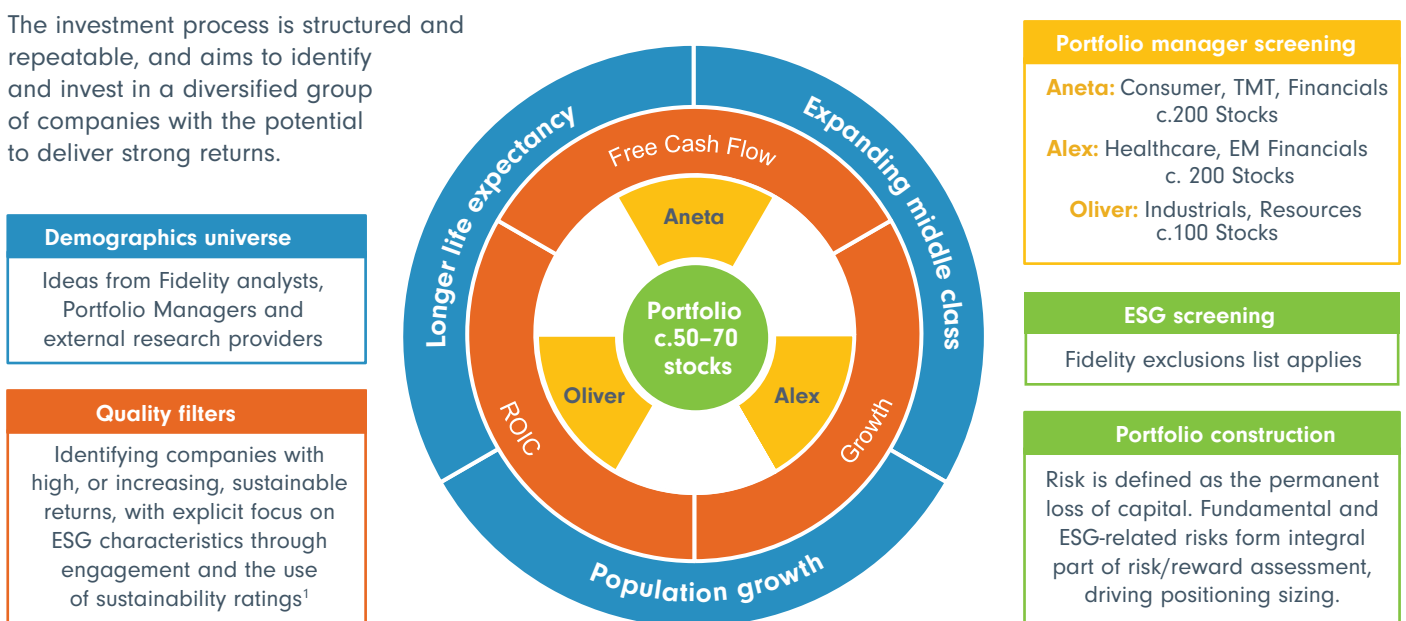 The investment process is structured and
repeatable, and aims to identify
and invest in a diversified group
of companies with the potential
to deliver strong returns.
Demographics universe
Ideas from Fidelity analysts,
Portfolio Managers and
external research providers
Quality filters
Identifying companies with
high, or increasing, sustainable
returns, with explicit focus on
ESG characteristics through
engagement and the use
of sustainability ratings¹
Longer life expectancy
Expanding middle class
Population growth
Free Cash Flow
ROIC
Growth
Aneta
Oliver
Alex
Portfolio
c.50–70
stocks
Portfolio manager screening
Aneta: Consumer, TMT, Financials
c.200 Stocks
Alex: Healthcare, EM Financials
c. 200 Stocks
Oliver: Industrials, Resources
c.100 Stocks
ESG screening
Fidelity exclusions list applies
Portfolio construction
Risk is defined as the permanent
loss of capital. Fundamental and
ESG-related risks form integral
part of risk/reward assessment,
driving positioning sizing.